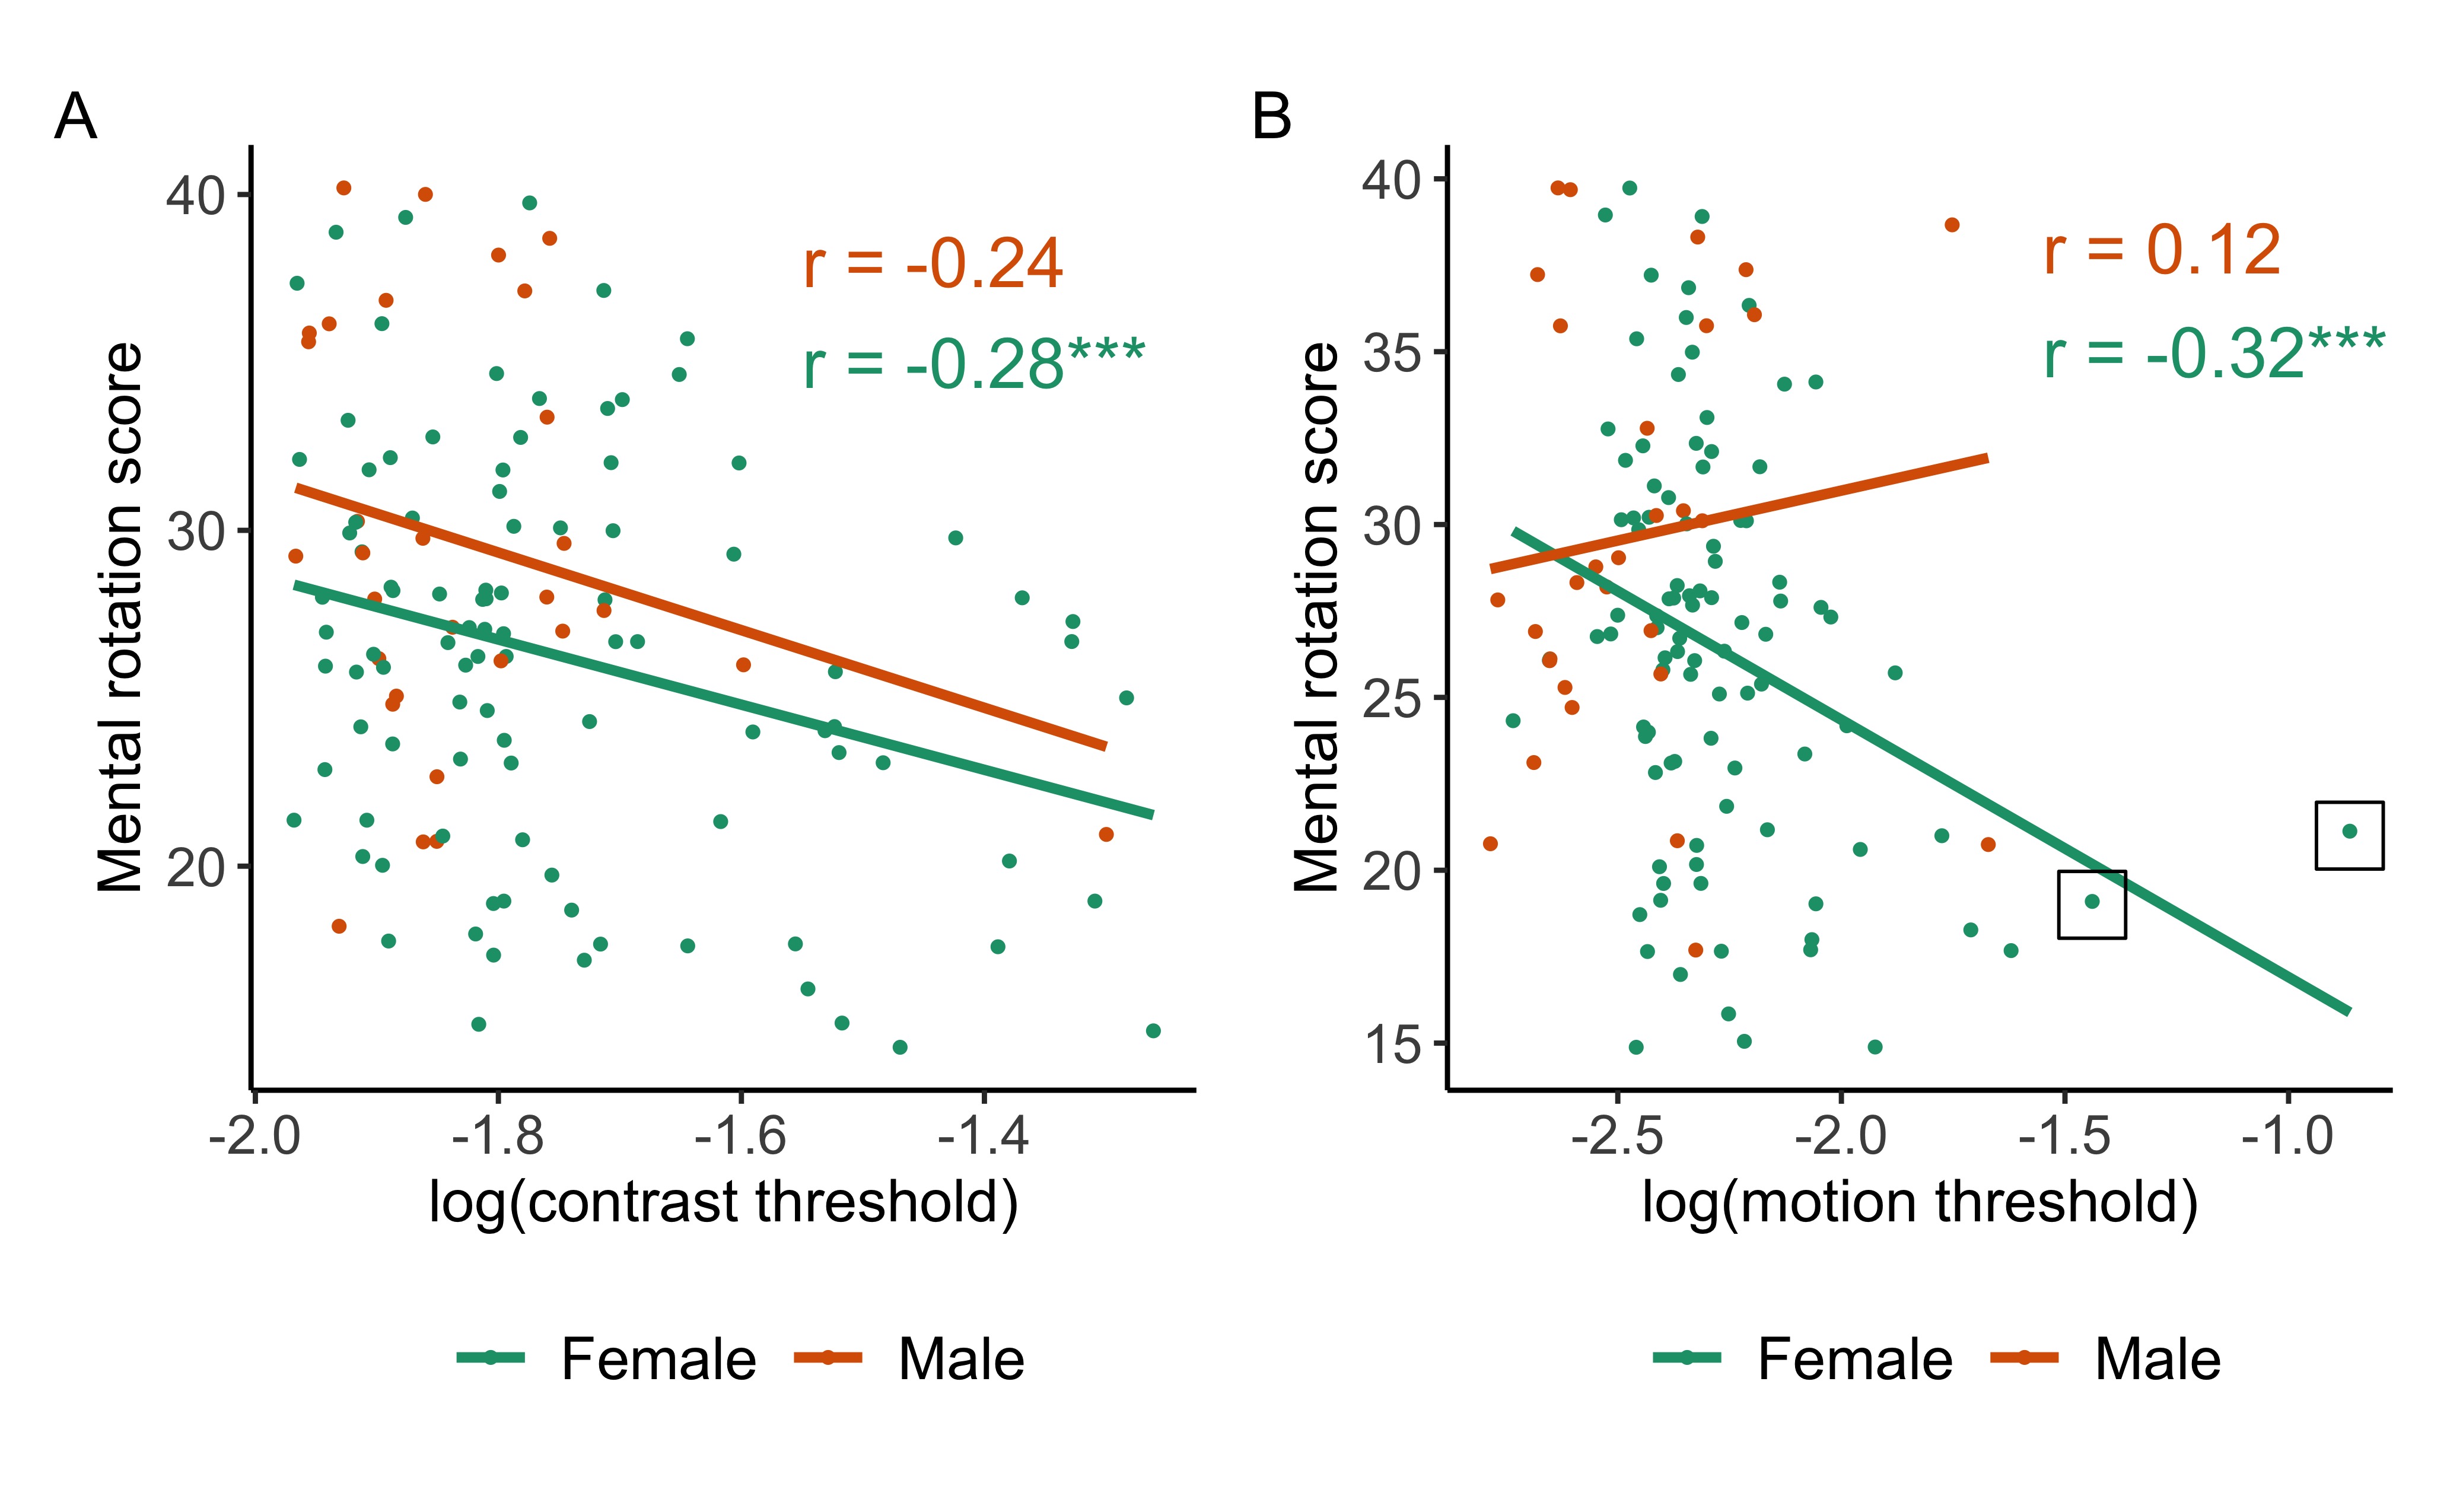 A
Mental rotation score
40
30
20
r = -0.24
r = -0.28***
-2.0 -1.8 -1.6 -1.4
log(contrast threshold)
Female Male
B
Mental rotation score
40
35
30
25
20
15
r = 0.12
r = -0.32***
-2.5 -2.0 -1.5 -1.0
log(motion threshold)
Female Male